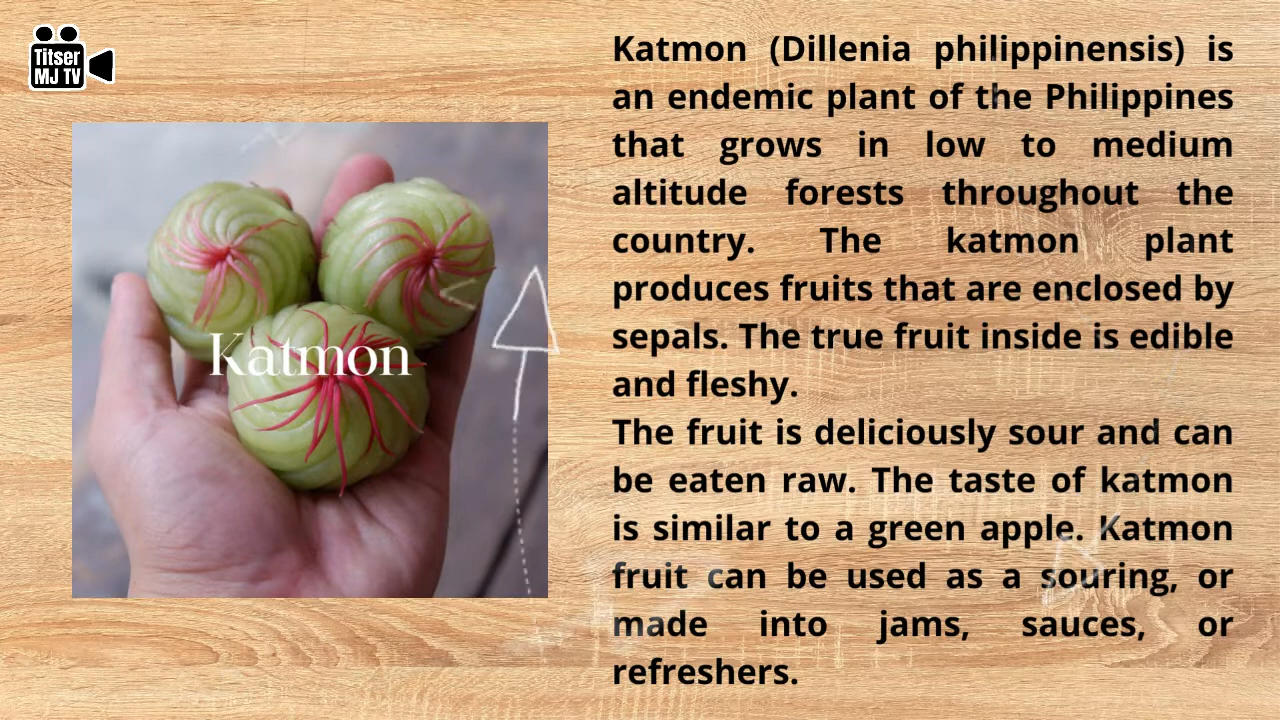 Titser
MJ TV
Katmon
Katmon (Dillenia philippinensis) is
an endemic plant of the Philippines
that grows in low to medium
altitude forests throughout the
country. The katmon plant
produces fruits that are enclosed by
sepals. The true fruit inside is edible
and fleshy.
The fruit is deliciously sour and can
be eaten raw. The taste of katmon
is similar to a green apple. Katmon
fruit can be used as a souring, or
made into jams, sauces, or
refreshers.